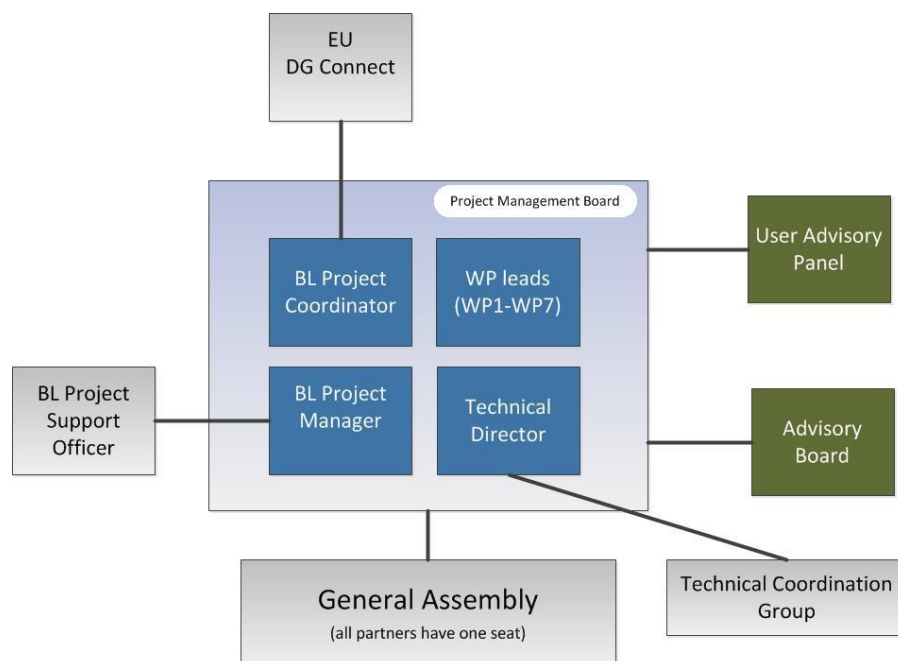 EU
DG Connect
Project Management Board
BL Project
Coordinator
WP leads
(WP1-WP7)
User Advisory
Panel
BL Project
Support
Officer
BL Project
Manager
Technical
Director
Advisory
Board
General Assembly
(all partners have one seat)
Technical Coordination
Group